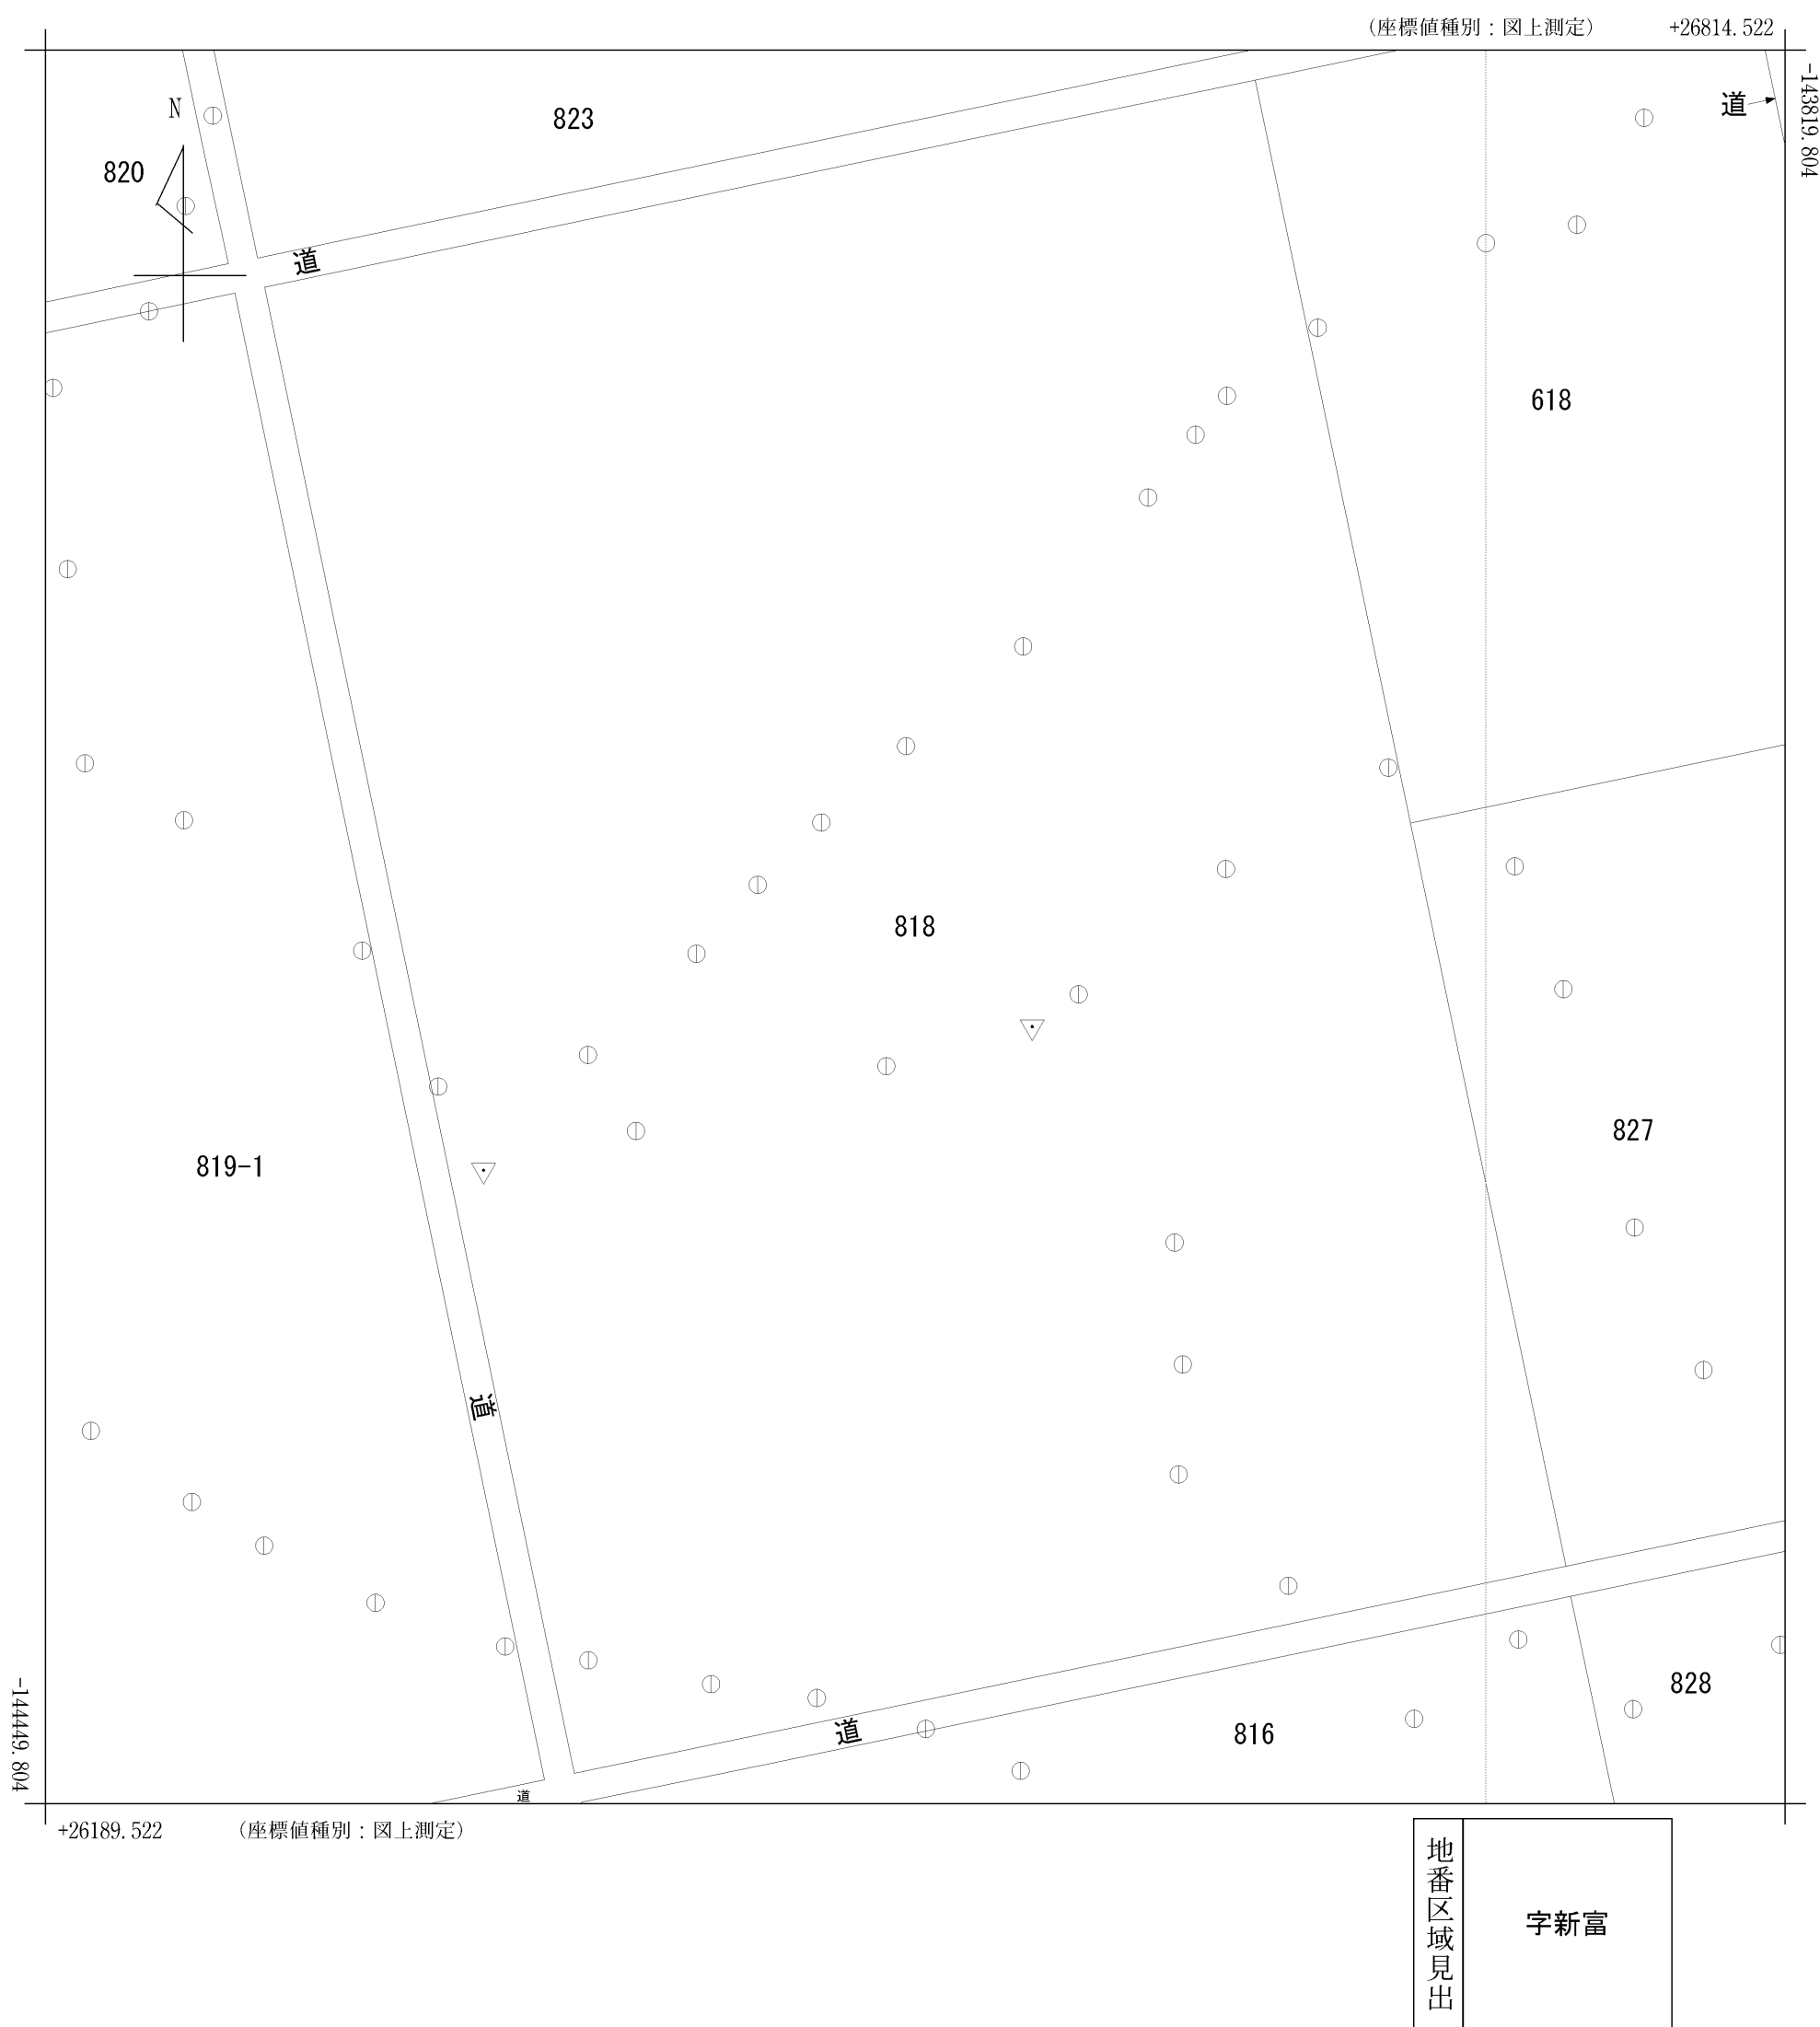 (座標値種別:図上測定)
+26814.522
-143819.804
道
N
823
820
道
618
818
827
819-1
道
828
道
816
道
-144449.804
+26189.522
(座標値種別:図上測定)
地番区域見出
字新富